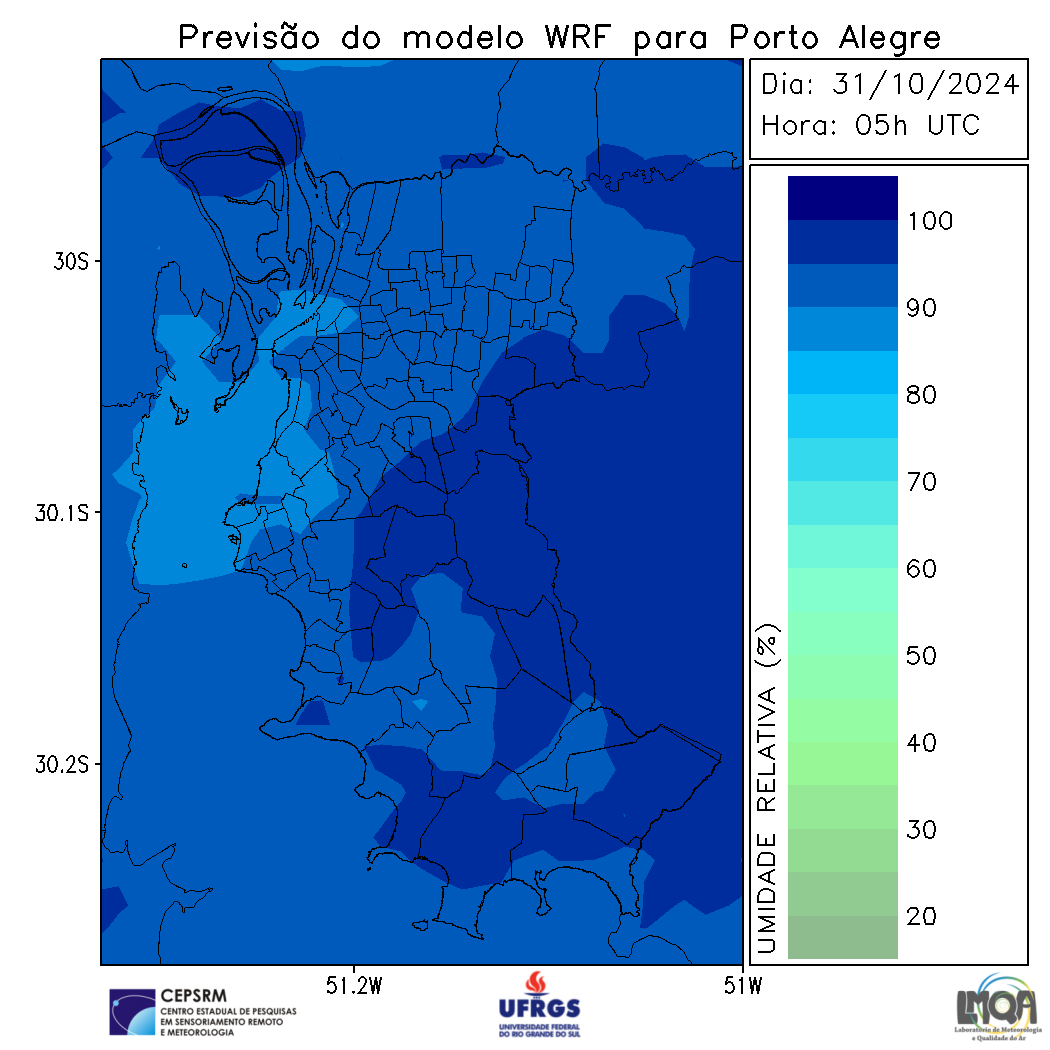 Previsão do modelo WRF para Porto Alegre
Dia: 31/10/2024
Hora: 05h UTC
30S
30.1S
30.2S
51.2W
51W
UMIDADE RELATIVA (%)
100
90
80
70
60
50
40
30
20
CEPSRM
CENTRO ESTADUAL DE PESQUISAS
EM SENSORIAMENTO REMOTO
E METEOROLOGIA
UFRGS
UNIVERSIDADE FEDERAL
DO RIO GRANDE DO SUL
LMQA
Laboratório de Meteorologia
e Qualidade do Ar